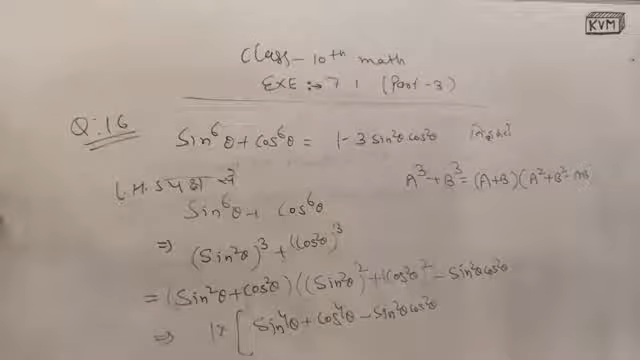 KVM
Class - 10th math
EXE :→ 7.1 (Part -3)
Q:16 Sin⁶θ + Cos⁶θ = 1 - 3 Sin²θ Cos²θ
L.H.S पक्ष से A³ + B³ = (A+B)(A² + B² - AB
Sin⁶θ + Cos⁶θ
⇒ (Sin²θ)³ + (Cos²θ)³
= (Sin²θ + Cos²θ) ((Sin²θ)² + (Cos²θ)² - Sin²θ Cos²θ
⇒ 1× [ Sin⁴θ + Cos⁴θ - Sin²θ Cos²θ